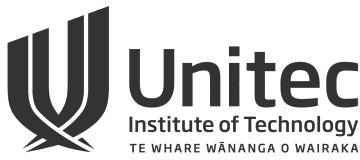 Unitec
Institute of Technology
TE WHARE WĀNANGA O WAIRAKA